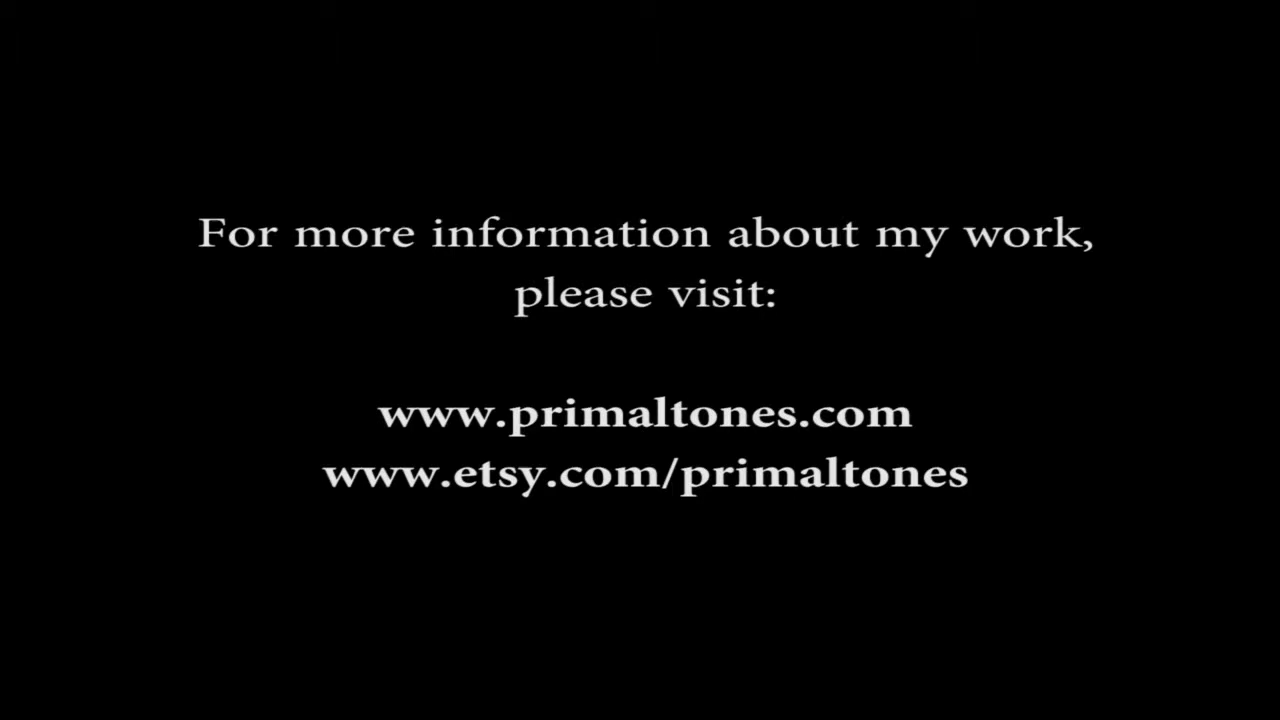 For more information about my work,
please visit:
www.primaltones.com
www.etsy.com/primaltones